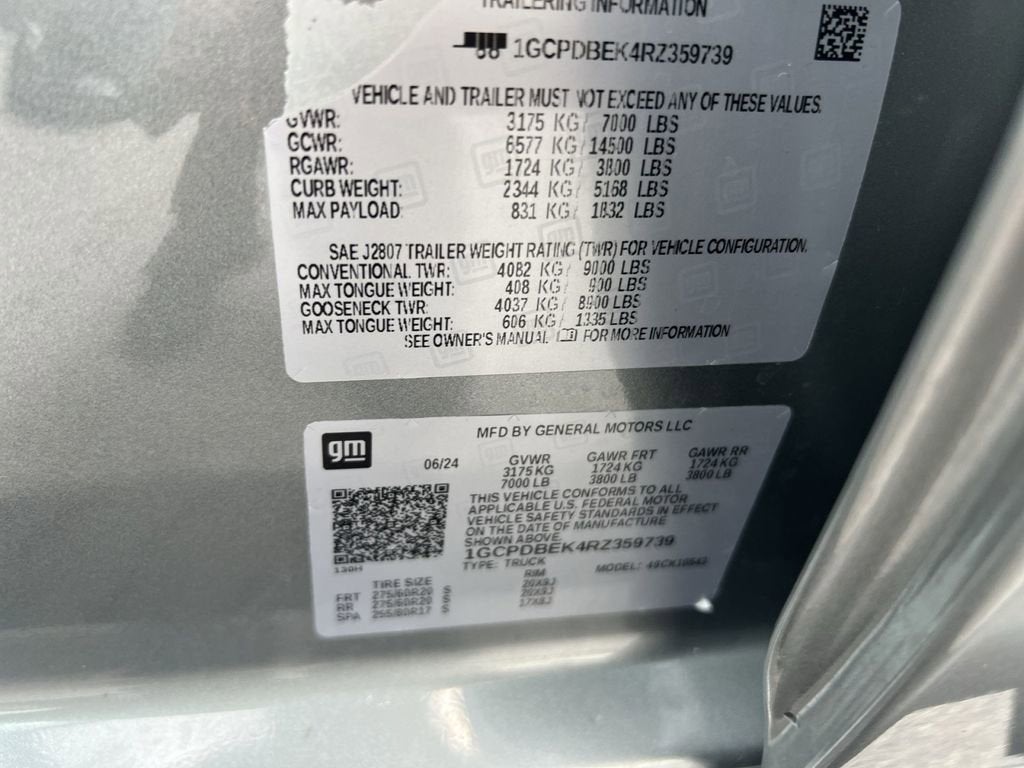 TRAILERING INFORMATION
1GCPDBEK4RZ359739
VEHICLE AND TRAILER MUST NOT EXCEED ANY OF THESE VALUES.
GVWR: 3175 KG/ 7000 LBS
GCWR: 6577 KG/ 14500 LBS
RGAWR: 1724 KG/ 3800 LBS
CURB WEIGHT: 2344 KG/ 5168 LBS
MAX PAYLOAD: 831 KG/ 1832 LBS
SAE J2807 TRAILER WEIGHT RATING (TWR) FOR VEHICLE CONFIGURATION.
CONVENTIONAL TWR: 4082 KG/ 9000 LBS
MAX TONGUE WEIGHT: 408 KG/ 900 LBS
GOOSENECK TWR: 4037 KG/ 8900 LBS
MAX TONGUE WEIGHT: 606 KG/ 1335 LBS
SEE OWNER'S MANUAL FOR MORE INFORMATION
gm
MFD BY GENERAL MOTORS LLC
06/24 GVWR GAWR FRT GAWR RR
3175 KG 1724 KG 1724 KG
7000 LB 3800 LB 3800 LB
THIS VEHICLE CONFORMS TO ALL
APPLICABLE U.S. FEDERAL MOTOR
VEHICLE SAFETY STANDARDS IN EFFECT
ON THE DATE OF MANUFACTURE
SHOWN ABOVE.
1GCPDBEK4RZ359739
TYPE: TRUCK MODEL:
TIRE SIZE RIM
FRT 275/60R20 S 20X9J
RR 275/60R20 S 20X9J
SPA 255/80R17 S 17X8J